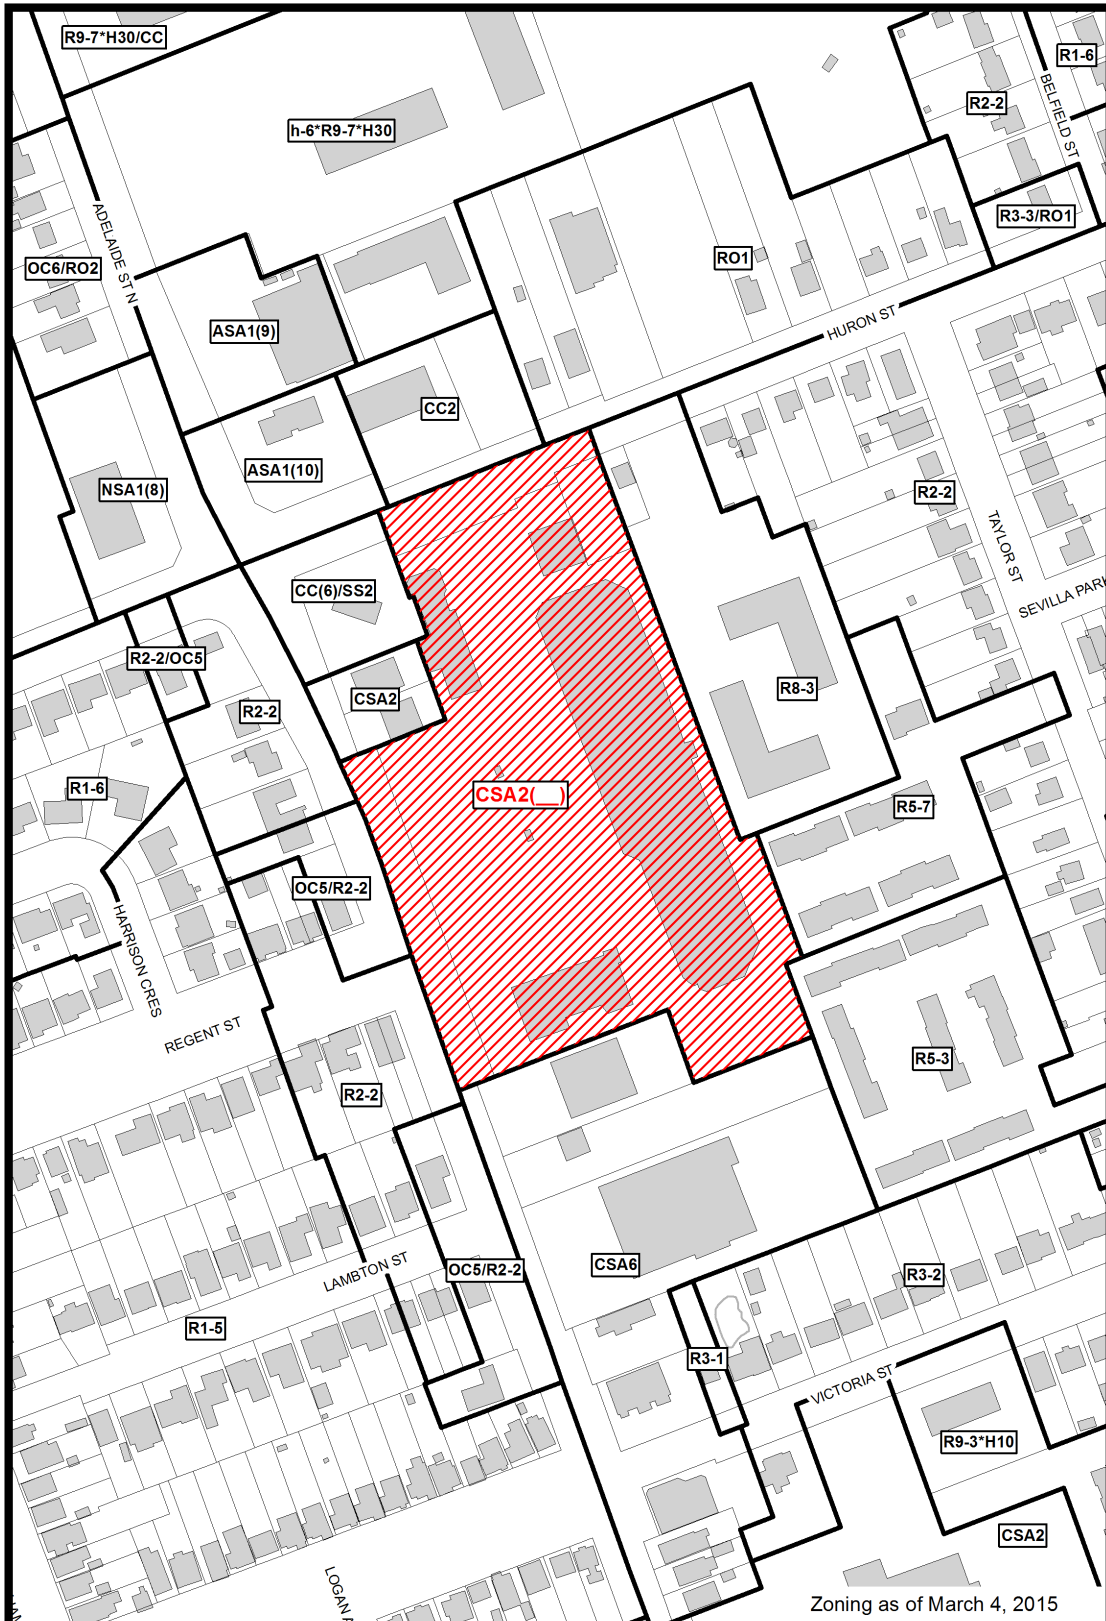 R9-7*H30/CC
R1-6
R2-2
BELFIELD ST
h-6*R9-7*H30
R3-3/RO1
ADELAIDE ST N
OC6/RO2
RO1
ASA1(9)
HURON ST
CC2
ASA1(10)
NSA1(8)
R2-2
TAYLOR ST
CC(6)/SS2
SEVILLA PARK
R2-2/OC5
R8-3
CSA2
R2-2
R1-6
CSA2(__)
R5-7
OC5/R2-2
HARRISON CRES
REGENT ST
R5-3
R2-2
LAMBTON ST
OC5/R2-2
CSA6
R3-2
R1-5
R3-1
VICTORIA ST
R9-3*H10
CSA2
LOGAN A
Zoning as of March 4, 2015